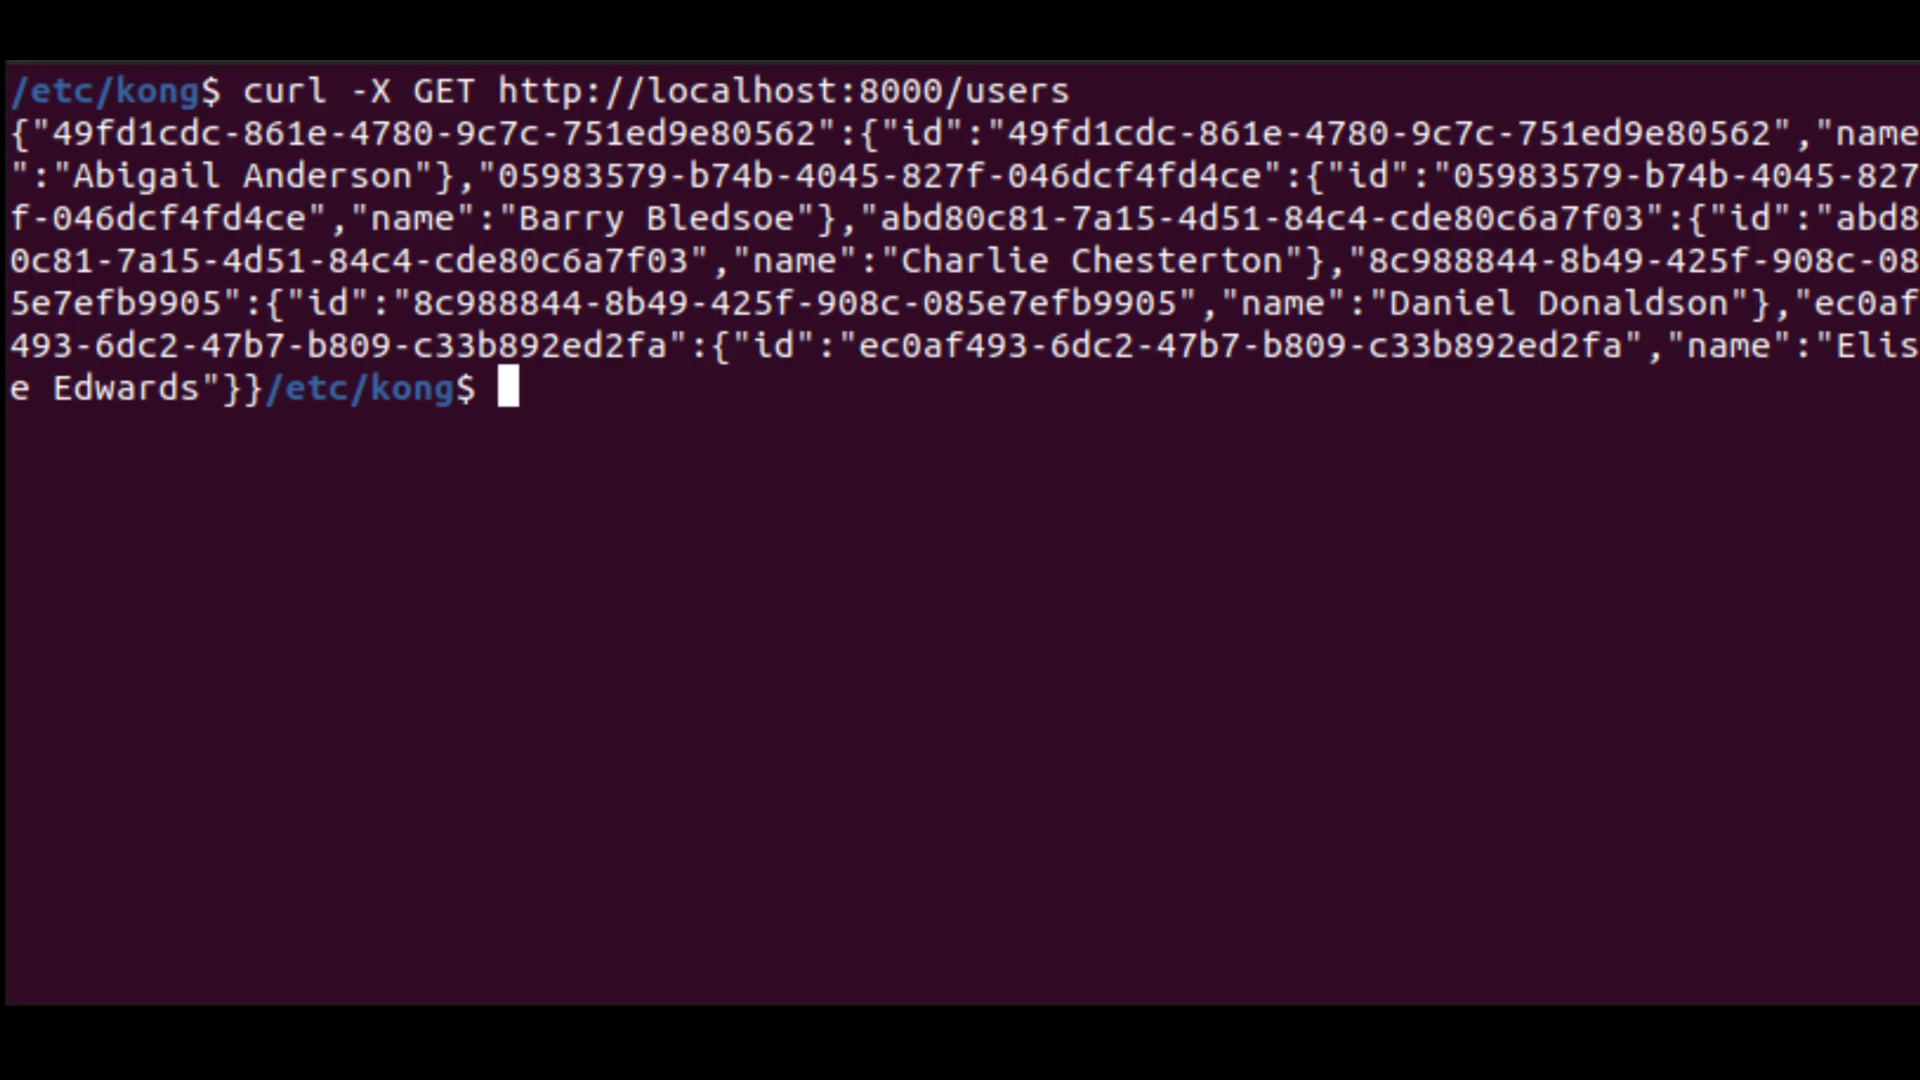 /etc/kong$ curl -X GET http://localhost:8000/users
{"49fd1cdc-861e-4780-9c7c-751ed9e80562":{"id":"49fd1cdc-861e-4780-9c7c-751ed9e80562","name
":"Abigail Anderson"},"05983579-b74b-4045-827f-046dcf4fd4ce":{"id":"05983579-b74b-4045-827
f-046dcf4fd4ce","name":"Barry Bledsoe"},"abd80c81-7a15-4d51-84c4-cde80c6a7f03":{"id":"abd8
0c81-7a15-4d51-84c4-cde80c6a7f03","name":"Charlie Chesterton"},"8c988844-8b49-425f-908c-08
5e7efb9905":{"id":"8c988844-8b49-425f-908c-085e7efb9905","name":"Daniel Donaldson"},"ec0af
493-6dc2-47b7-b809-c33b892ed2fa":{"id":"ec0af493-6dc2-47b7-b809-c33b892ed2fa","name":"Elis
e Edwards"}}/etc/kong$